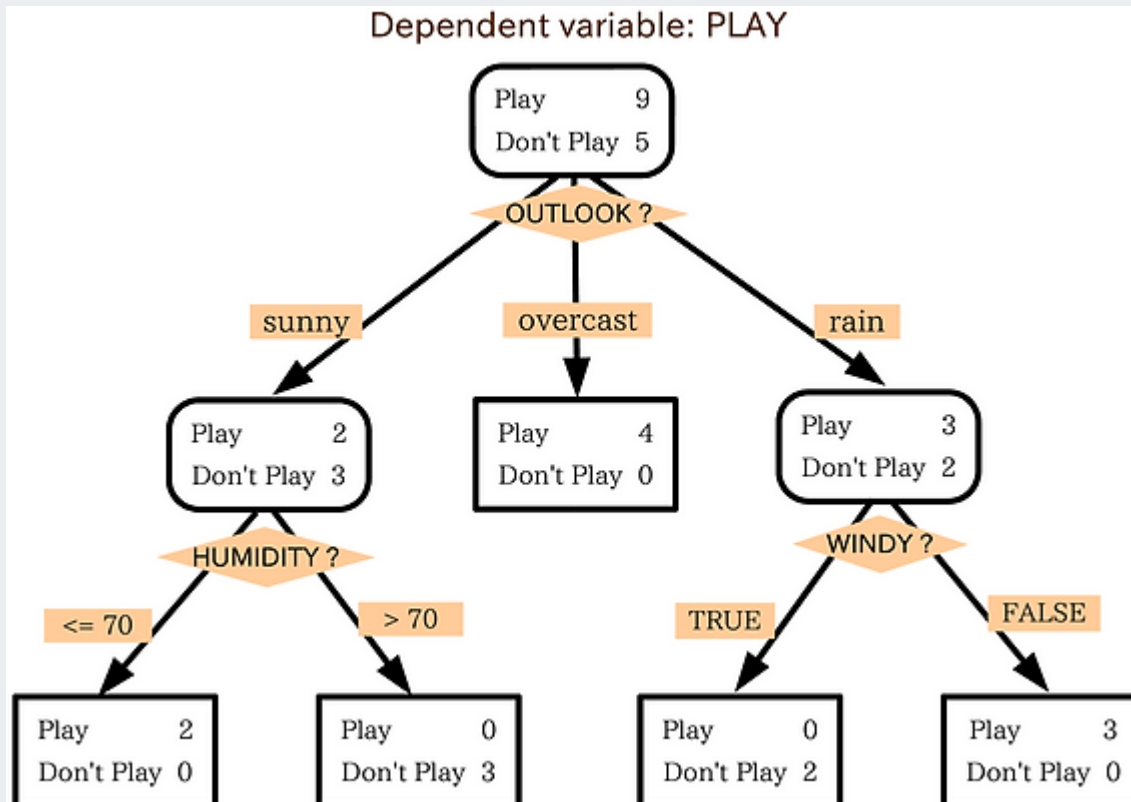 Dependent variable: PLAY
Play 9
Don't Play 5
OUTLOOK ?
sunny
overcast
rain
Play 2
Don't Play 3
Play 4
Don't Play 0
Play 3
Don't Play 2
HUMIDITY ?
WINDY ?
<= 70
> 70
TRUE
FALSE
Play 2
Don't Play 0
Play 0
Don't Play 3
Play 0
Don't Play 2
Play 3
Don't Play 0